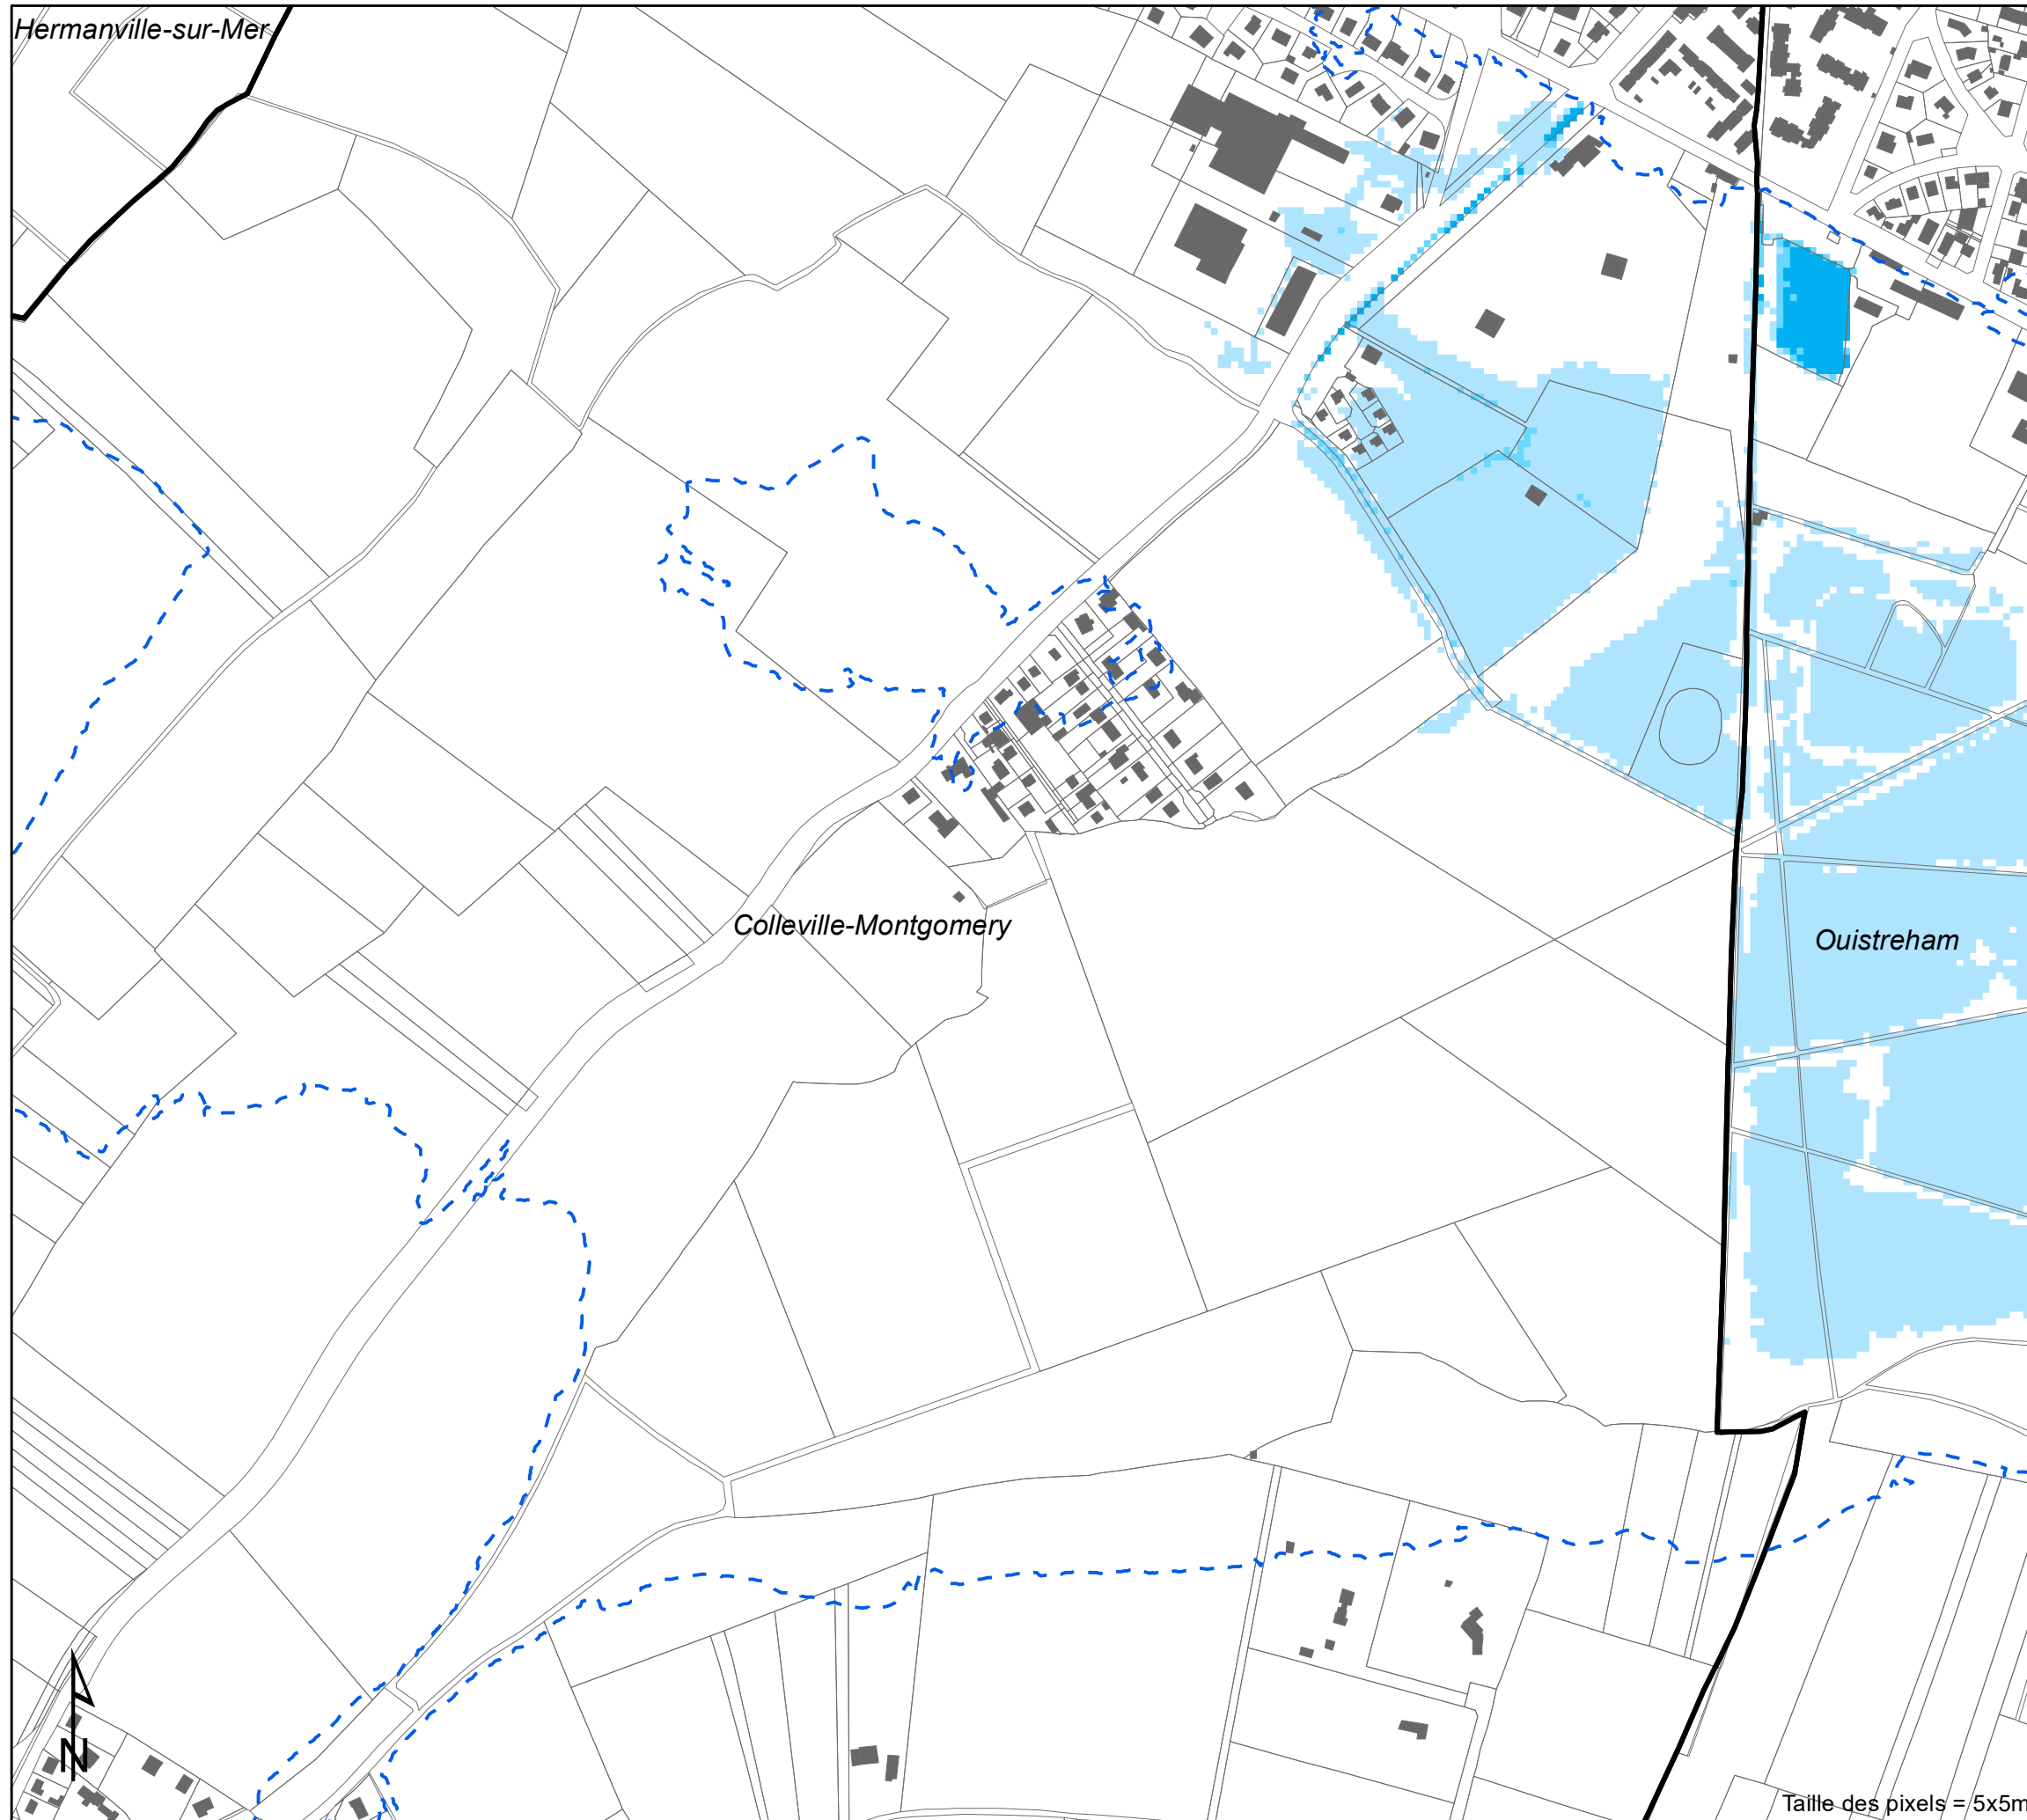 Hermanville-sur-Mer
Colleville-Montgomery
Ouistreham
N
Taille des pixels = 5x5m